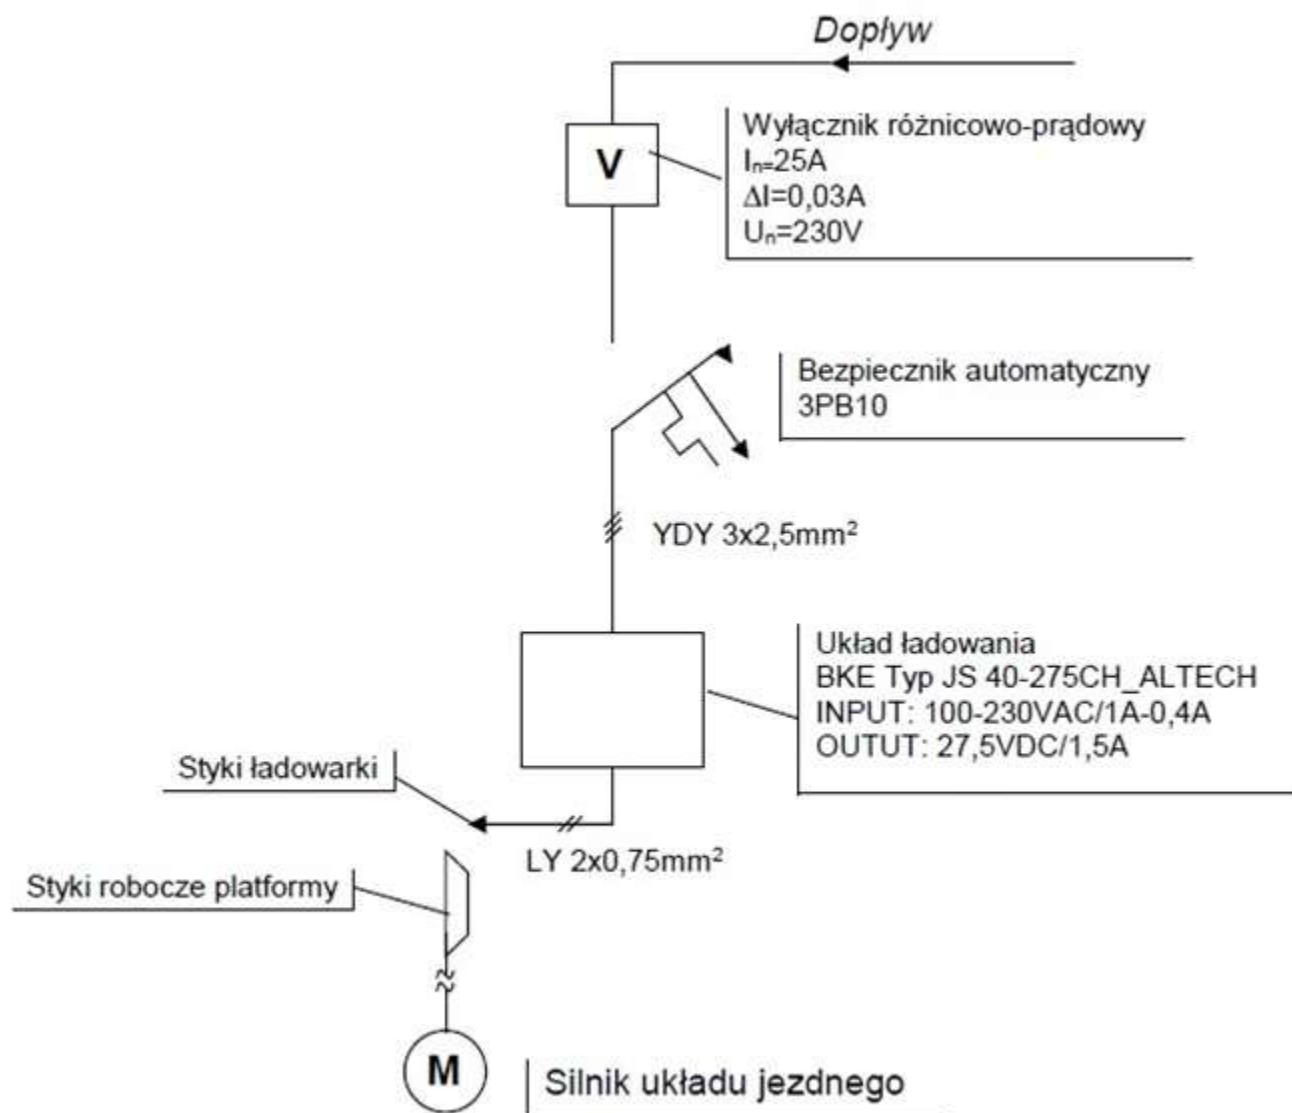 Dopływ
Wyłącznik różnicowo-prądowy
Iₙ=25A
V
ΔI=0,03A
Uₙ=230V
Bezpiecznik automatyczny
3PB10
YDY 3x2,5mm²
Układ ładowania
BKE Typ JS 40-275CH_ALTECH
INPUT: 100-230VAC/1A-0,4A
OUTUT: 27,5VDC/1,5A
Styki ładowarki
LY 2x0,75mm²
Styki robocze platformy
M
Silnik układu jezdnego